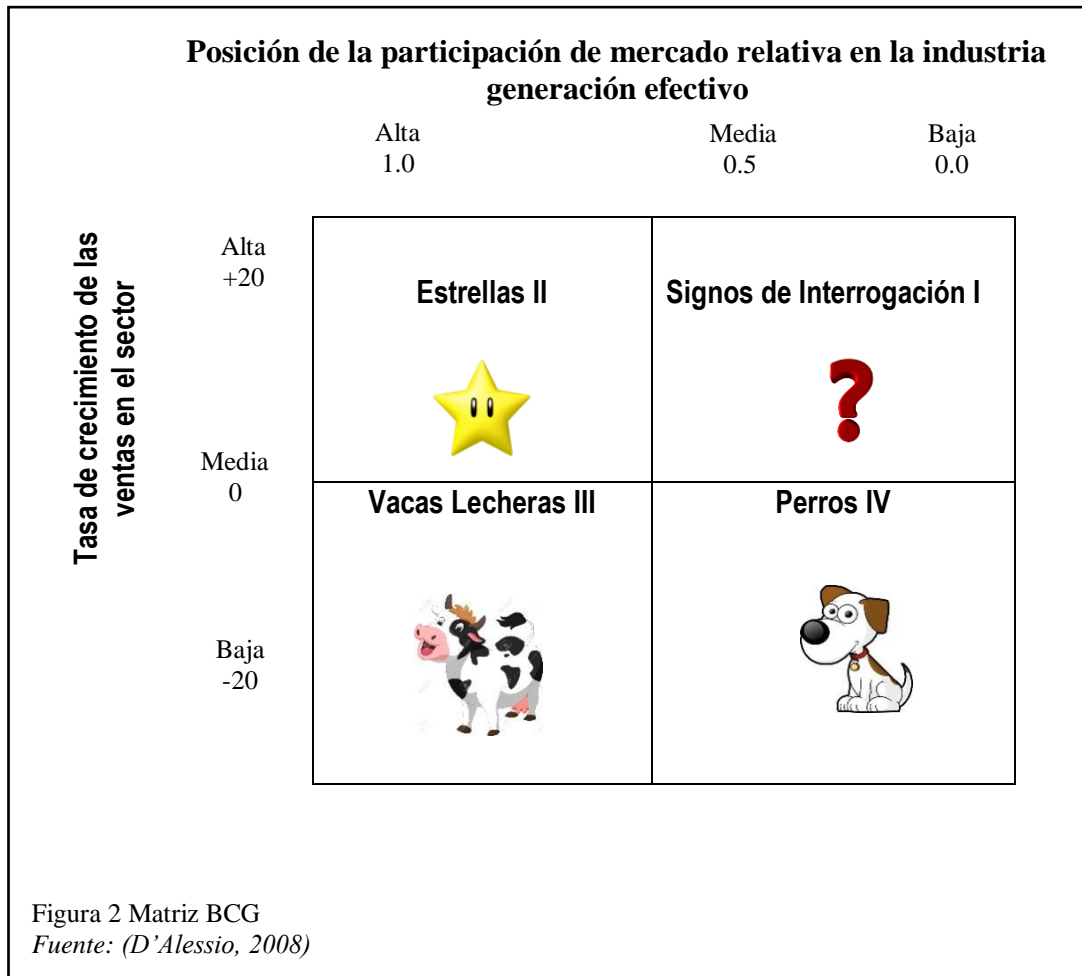 Posición de la participación de mercado relativa en la industria
generación efectivo
Alta
1.0
Media
0.5
Baja
0.0
Tasa de crecimiento de las
ventas en el sector
Alta
+20
Estrellas II
Signos de Interrogación I
?
Media
0
Vacas Lecheras III
Perros IV
Baja
-20
Figura 2 Matriz BCG
Fuente: (D’Alessio, 2008)